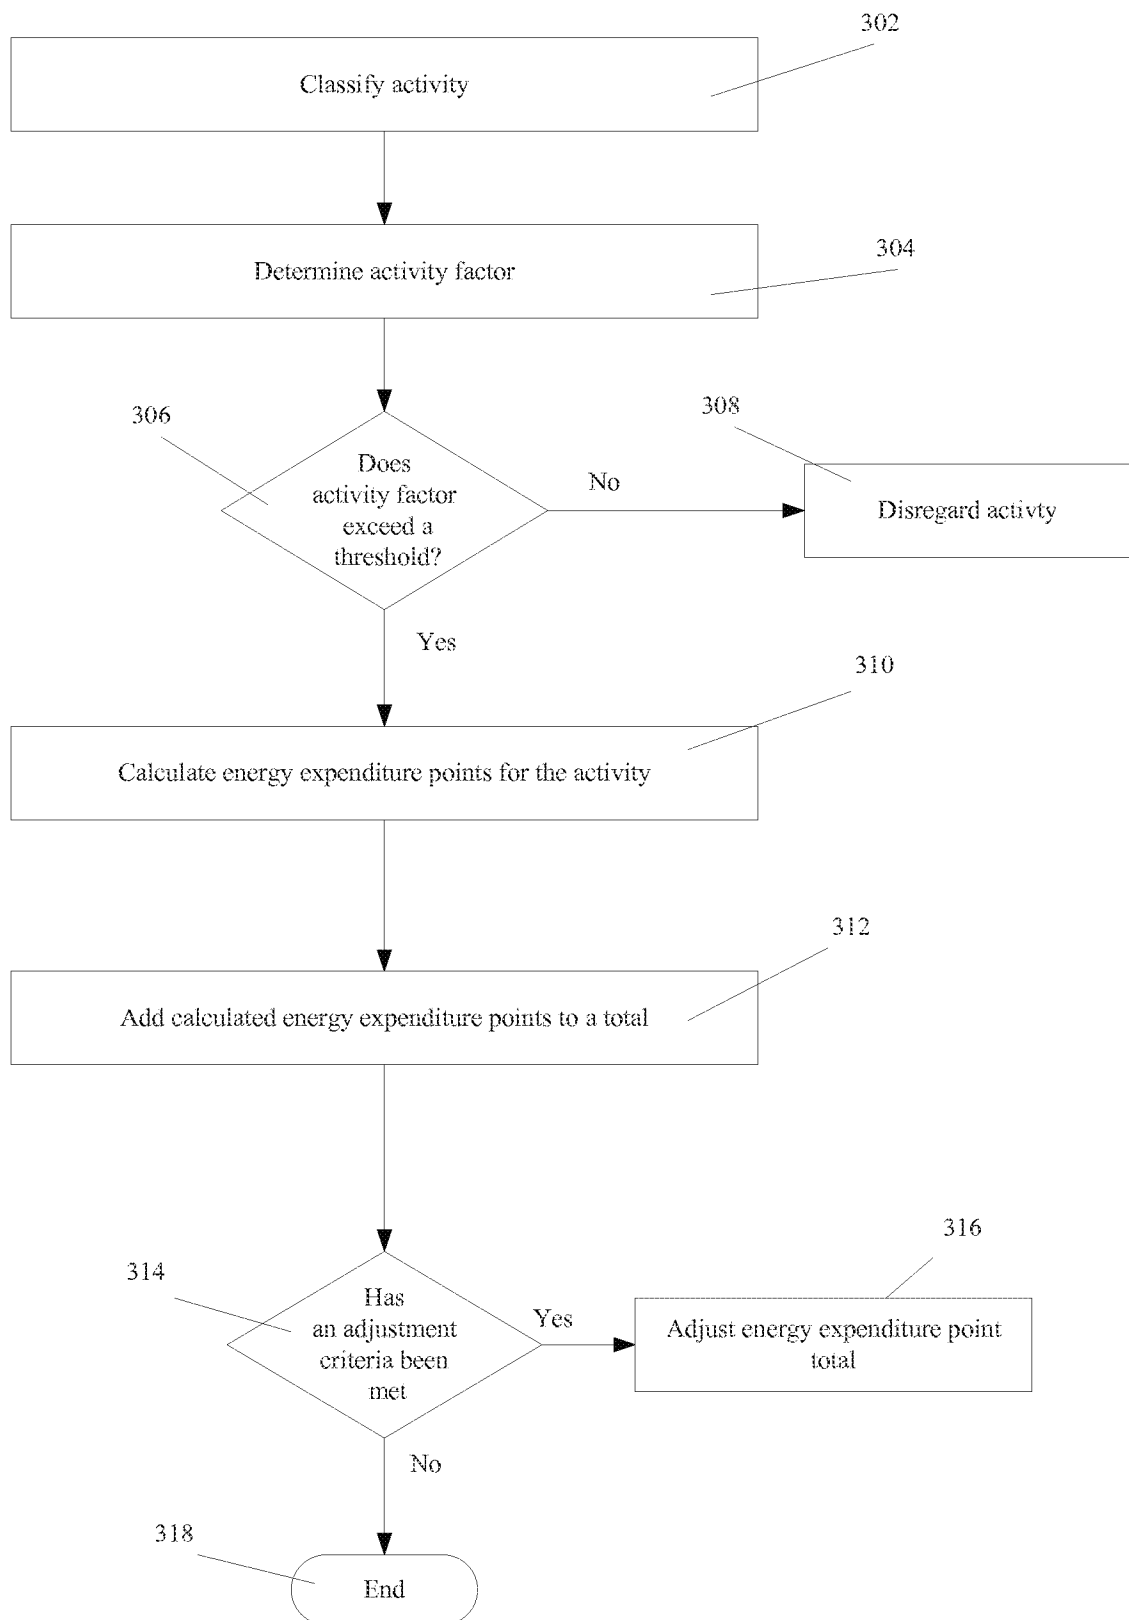 302
Classify activity
304
Determine activity factor
306
308
Does
activity factor
exceed a
threshold?
No
Disregard activty
Yes
310
Calculate energy expenditure points for the activity
312
Add calculated energy expenditure points to a total
314
316
Has
an adjustment
criteria been
met
Yes
Adjust energy expenditure point
total
No
318
End